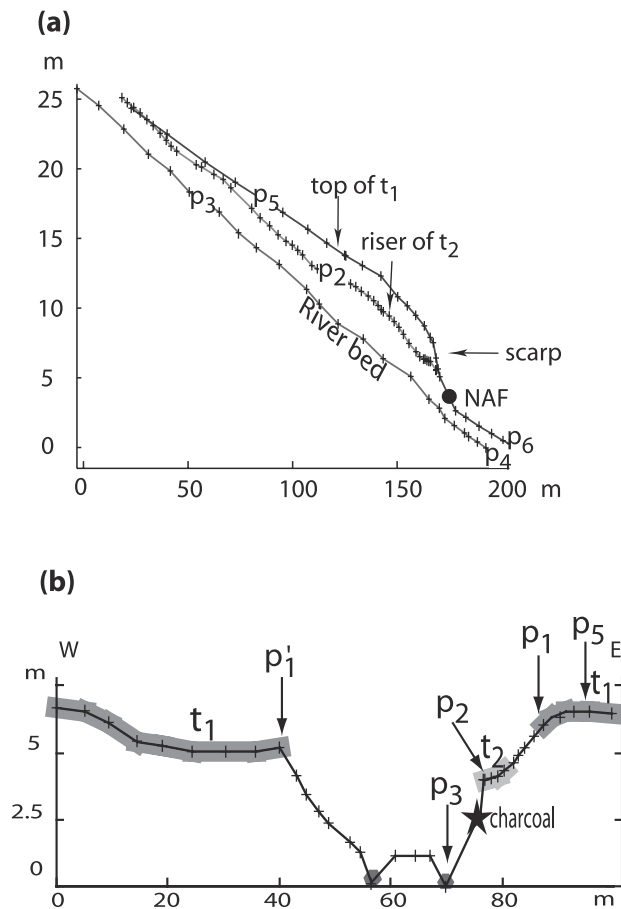 (a)
m
25
20
15
10
5
0
p5
top of t1
p3
riser of t2
p2
River bed
scarp
NAF
p6
p4
0 50 100 150 200 m
(b)
W E
m
5
2.5
0
p'1
t1
p1
p5
t1
p2
t2
p3
charcoal
0 20 40 60 m 80